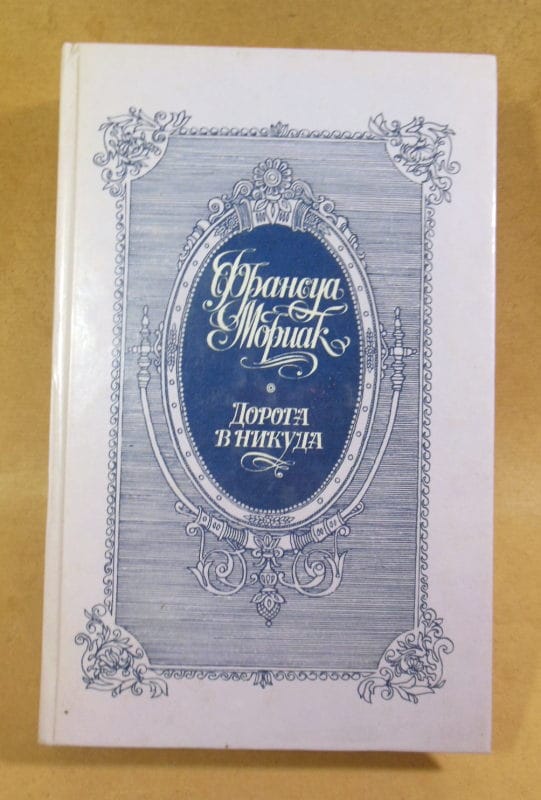 Франсуа
Мориак
Дорога
в никуда